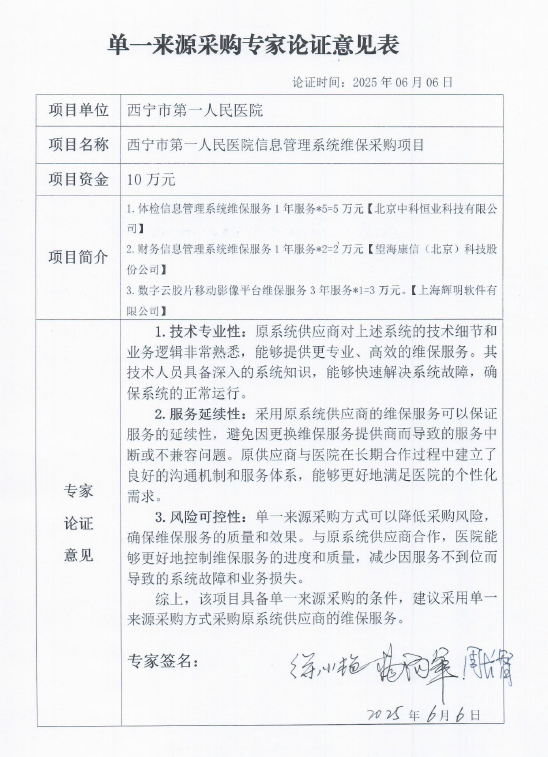 单一来源采购专家论证意见表
论证时间：2025 年 06 月 06 日
项目单位 西宁市第一人民医院
项目名称 西宁市第一人民医院信息管理系统维保采购项目
项目资金 10 万元
项目简介
1. 体检信息管理系统维保服务 1 年服务*5=5 万元【北京中科恒业科技有限公
司】
2. 财务信息管理系统维保服务 1 年服务*2=2 万元【望海康信（北京）科技股
份公司】
3. 数字云胶片移动影像平台维保服务 3 年服务*1=3 万元。【上海辉明软件有
限公司】
专家
论证
意见
1. 技术专业性：原系统供应商对上述系统的技术细节和
业务逻辑非常熟悉，能够提供更专业、高效的维保服务。其
技术人员具备深入的系统知识，能够快速解决系统故障，确
保系统的正常运行。
2. 服务延续性：采用原系统供应商的维保服务可以保证
服务的延续性，避免因更换维保服务提供商而导致的服务中
断或不兼容问题。原供应商与医院在长期合作过程中建立了
良好的沟通机制和服务体系，能够更好地满足医院的个性化
需求。
3. 风险可控性：单一来源采购方式可以降低采购风险，
确保维保服务的质量和效果。与原系统供应商合作，医院能
够更好地控制维保服务的进度和质量，减少因服务不到位而
导致的系统故障和业务损失。
综上，该项目具备单一来源采购的条件，建议采用单一
来源采购方式采购原系统供应商的维保服务。
专家签名：
2025 年 6 月 6 日